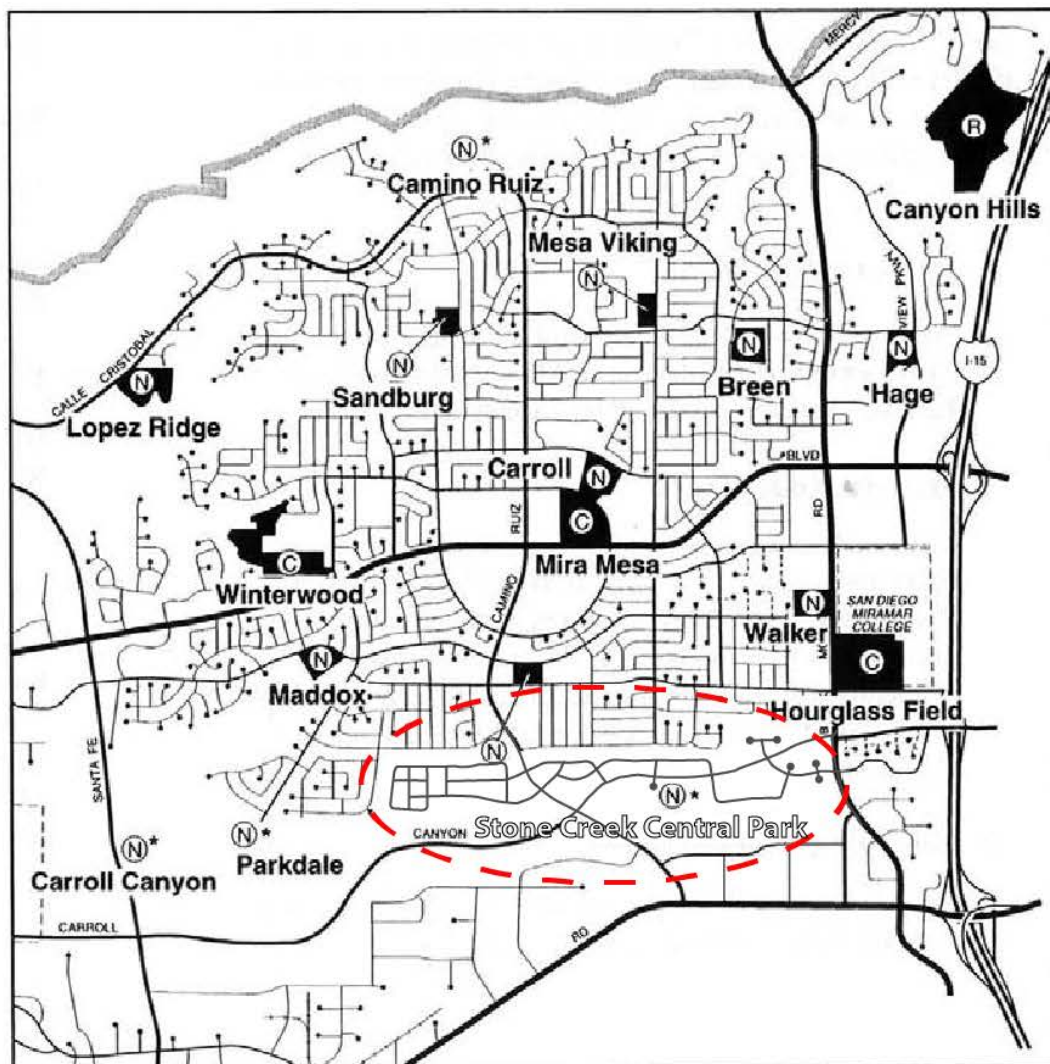 MERCY
R
N*
Camino Ruiz
Canyon Hills
Mesa Viking
N
VIEW PKWY
N
N
N
I-15
N
N
CALLE CRISTOBAL
Sandburg
Breen
Hage
Lopez Ridge
BLVD
Carroll
N
RUIZ
RD
C
C
Mira Mesa
Winterwood
CAMINO
N
SAN DIEGO
MIRAMAR
COLLEGE
Walker
N
C
Maddox
Hourglass Field
N
SANTA FE
N*
CANYON
Stone Creek Central Park
N*
N*
Parkdale
Carroll Canyon
CARROLL
RD